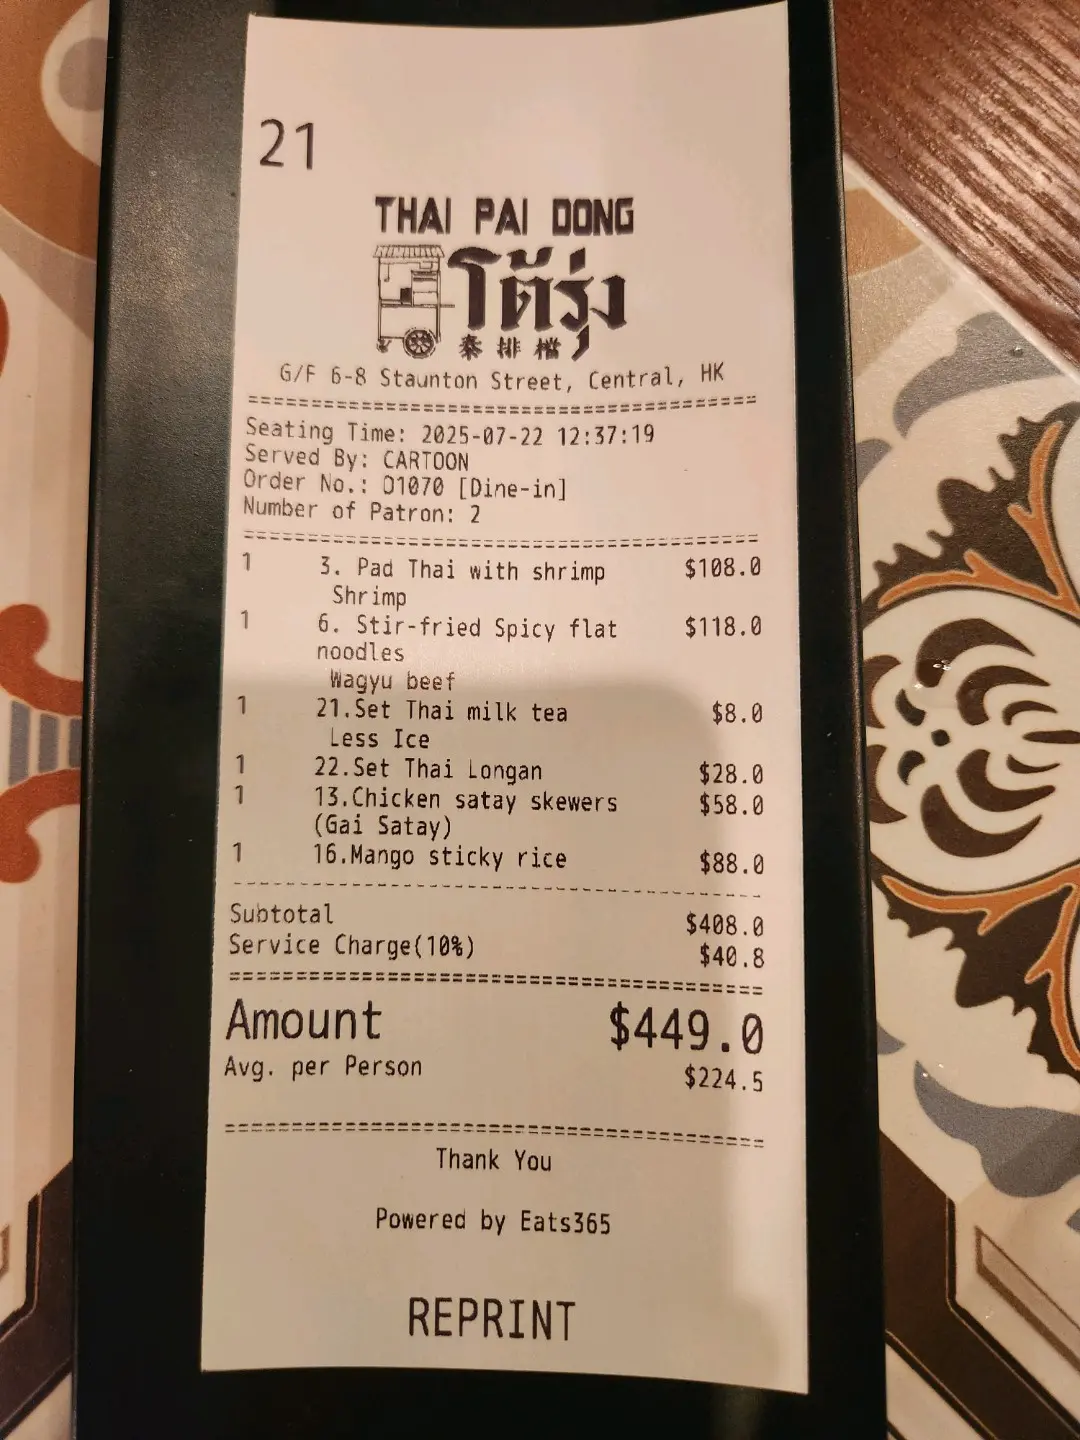 21
THAI PAI DONG
โต้รุ่ง
泰排檔
G/F 6-8 Staunton Street, Central, HK
========================================
Seating Time: 2025-07-22 12:37:19
Served By: CARTOON
Order No.: D1070 [Dine-in]
Number of Patron: 2
========================================
1 3. Pad Thai with shrimp $108.0
Shrimp
1 6. Stir-fried Spicy flat $118.0
noodles
Wagyu beef
1 21.Set Thai milk tea $8.0
Less Ice
1 22.Set Thai Longan $28.0
1 13.Chicken satay skewers $58.0
(Gai Satay)
1 16.Mango sticky rice $88.0
----------------------------------------
Subtotal $408.0
Service Charge(10%) $40.8
========================================
Amount $449.0
Avg. per Person $224.5
========================================
Thank You
Powered by Eats365
REPRINT